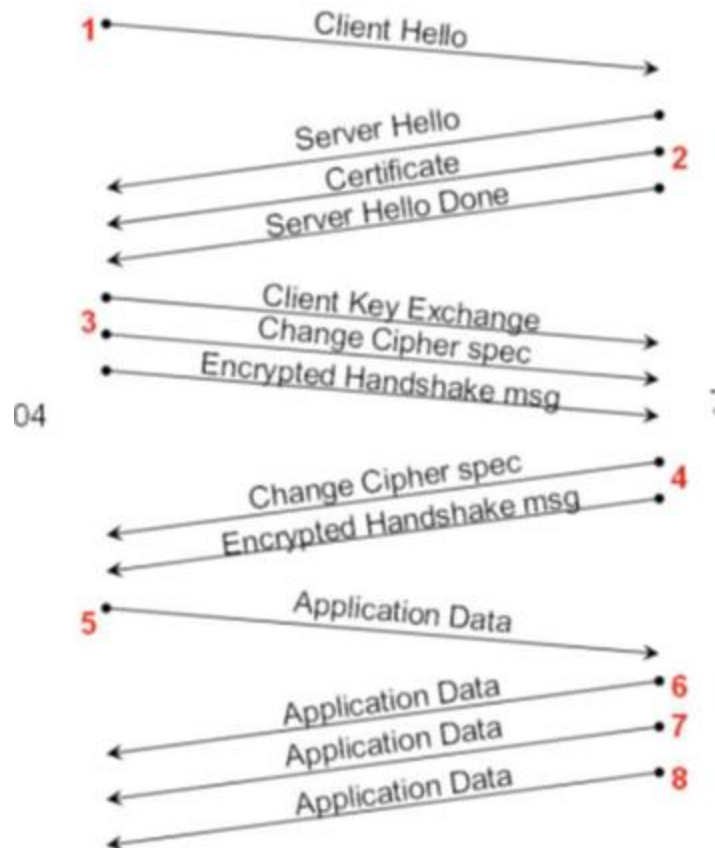 1
Client Hello
Server Hello
2
Certificate
Server Hello Done
Client Key Exchange
3
Change Cipher spec
Encrypted Handshake msg
04
Change Cipher spec
4
Encrypted Handshake msg
5
Application Data
6
Application Data
7
Application Data
8
Application Data